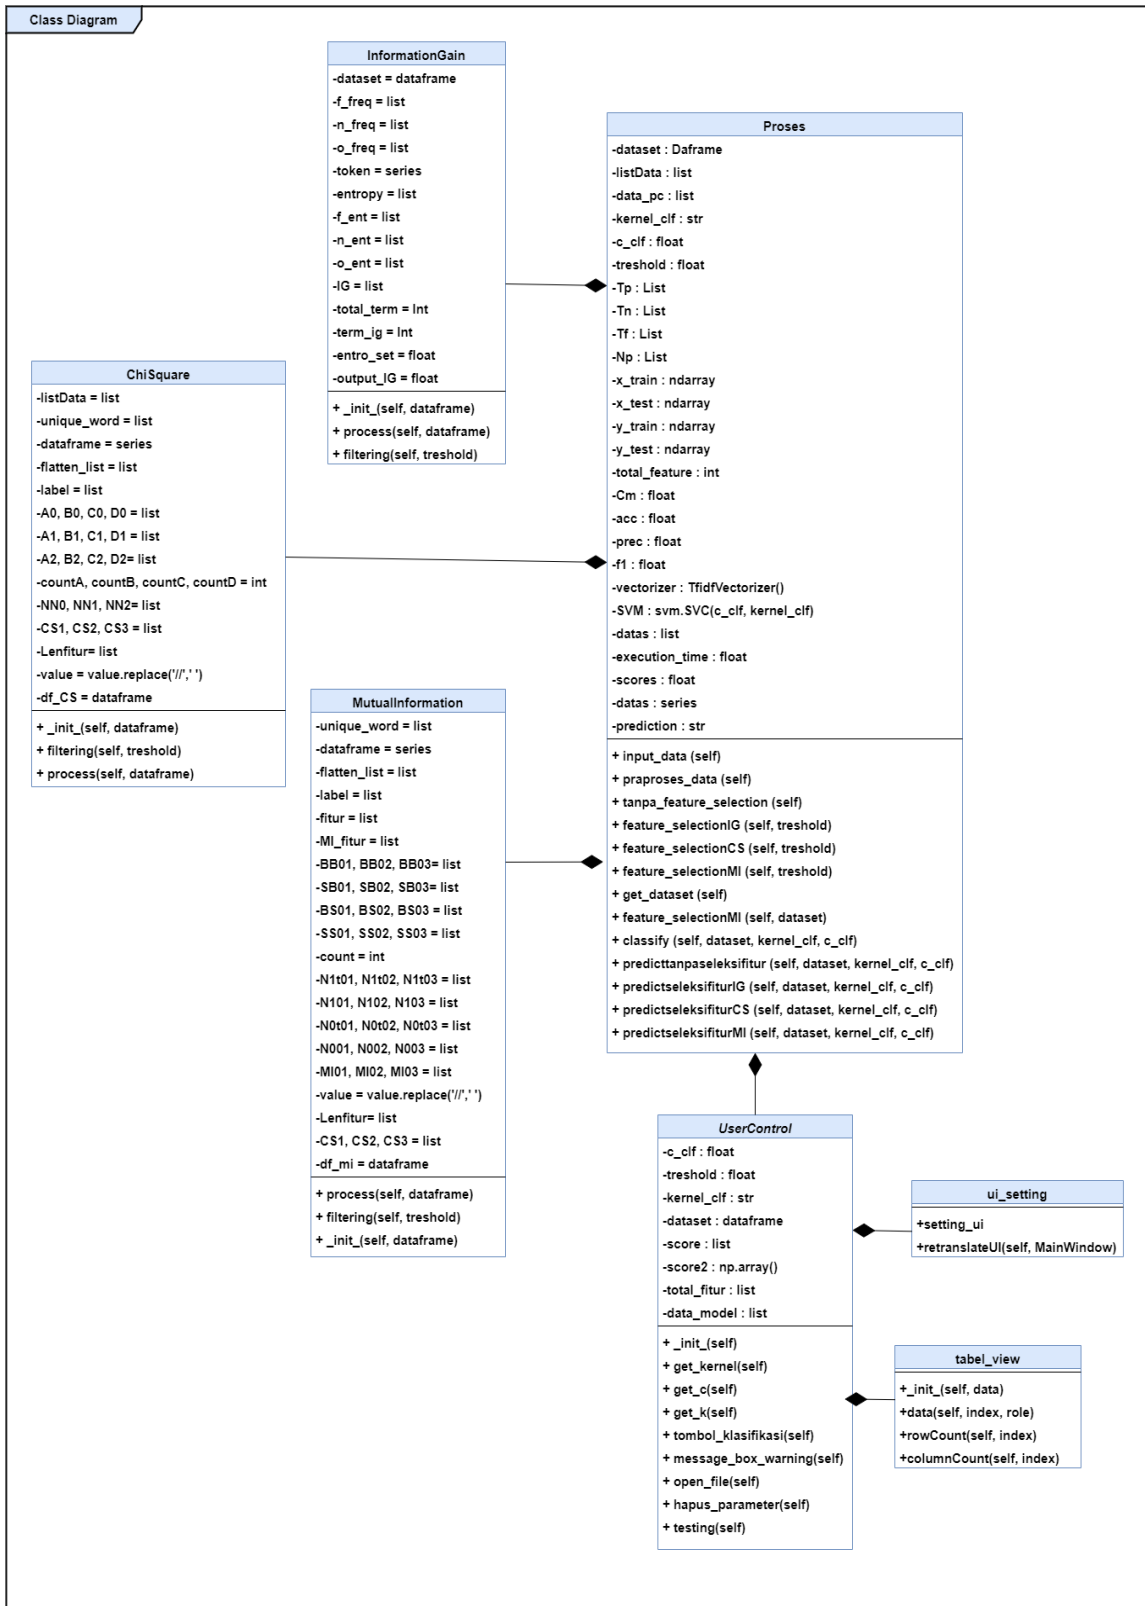 Class Diagram
InformationGain
-dataset = dataframe
-f_freq = list
-n_freq = list
-o_freq = list
-token = series
-entropy = list
-f_ent = list
-n_ent = list
-o_ent = list
-IG = list
-total_term = Int
-term_ig = Int
-entro_set = float
-output_IG = float
+ _init_(self, dataframe)
+ process(self, dataframe)
+ filtering(self, treshold)
Proses
-dataset : Daframe
-listData : list
-data_pc : list
-kernel_clf : str
-c_clf : float
-treshold : float
-Tp : List
-Tn : List
-Tf : List
-Np : List
-x_train : ndarray
-x_test : ndarray
-y_train : ndarray
-y_test : ndarray
-total_feature : int
-Cm : float
-acc : float
-prec : float
-f1 : float
-vectorizer : TfidfVectorizer()
-SVM : svm.SVC(c_clf, kernel_clf)
-datas : list
-execution_time : float
-scores : float
-datas : series
-prediction : str
+ input_data (self)
+ praproses_data (self)
+ tanpa_feature_selection (self)
+ feature_selectionIG (self, treshold)
+ feature_selectionCS (self, treshold)
+ feature_selectionMI (self, treshold)
+ get_dataset (self)
+ feature_selectionMI (self, dataset)
+ classify (self, dataset, kernel_clf, c_clf)
+ predicttanpaseleksifitur (self, dataset, kernel_clf, c_clf)
+ predictseleksifiturIG (self, dataset, kernel_clf, c_clf)
+ predictseleksifiturCS (self, dataset, kernel_clf, c_clf)
+ predictseleksifiturMI (self, dataset, kernel_clf, c_clf)
ChiSquare
-listData = list
-unique_word = list
-dataframe = series
-flatten_list = list
-label = list
-A0, B0, C0, D0 = list
-A1, B1, C1, D1 = list
-A2, B2, C2, D2= list
-countA, countB, countC, countD = int
-NN0, NN1, NN2= list
-CS1, CS2, CS3 = list
-Lenfitur= list
-value = value.replace('//',' ')
-df_CS = dataframe
+ _init_(self, dataframe)
+ filtering(self, treshold)
+ process(self, dataframe)
MutualInformation
-unique_word = list
-dataframe = series
-flatten_list = list
-label = list
-fitur = list
-MI_fitur = list
-BB01, BB02, BB03= list
-SB01, SB02, SB03= list
-BS01, BS02, BS03 = list
-SS01, SS02, SS03 = list
-count = int
-N1t01, N1t02, N1t03 = list
-N101, N102, N103 = list
-N0t01, N0t02, N0t03 = list
-N001, N002, N003 = list
-MI01, MI02, MI03 = list
-value = value.replace('//',' ')
-Lenfitur= list
-CS1, CS2, CS3 = list
-df_mi = dataframe
+ process(self, dataframe)
+ filtering(self, treshold)
+ _init_(self, dataframe)
UserControl
-c_clf : float
-treshold : float
-kernel_clf : str
-dataset : dataframe
-score : list
-score2 : np.array()
-total_fitur : list
-data_model : list
+ _init_(self)
+ get_kernel(self)
+ get_c(self)
+ get_k(self)
+ tombol_klasifikasi(self)
+ message_box_warning(self)
+ open_file(self)
+ hapus_parameter(self)
+ testing(self)
ui_setting
+setting_ui
+retranslateUI(self, MainWindow)
tabel_view
+_init_(self, data)
+data(self, index, role)
+rowCount(self, index)
+columnCount(self, index)